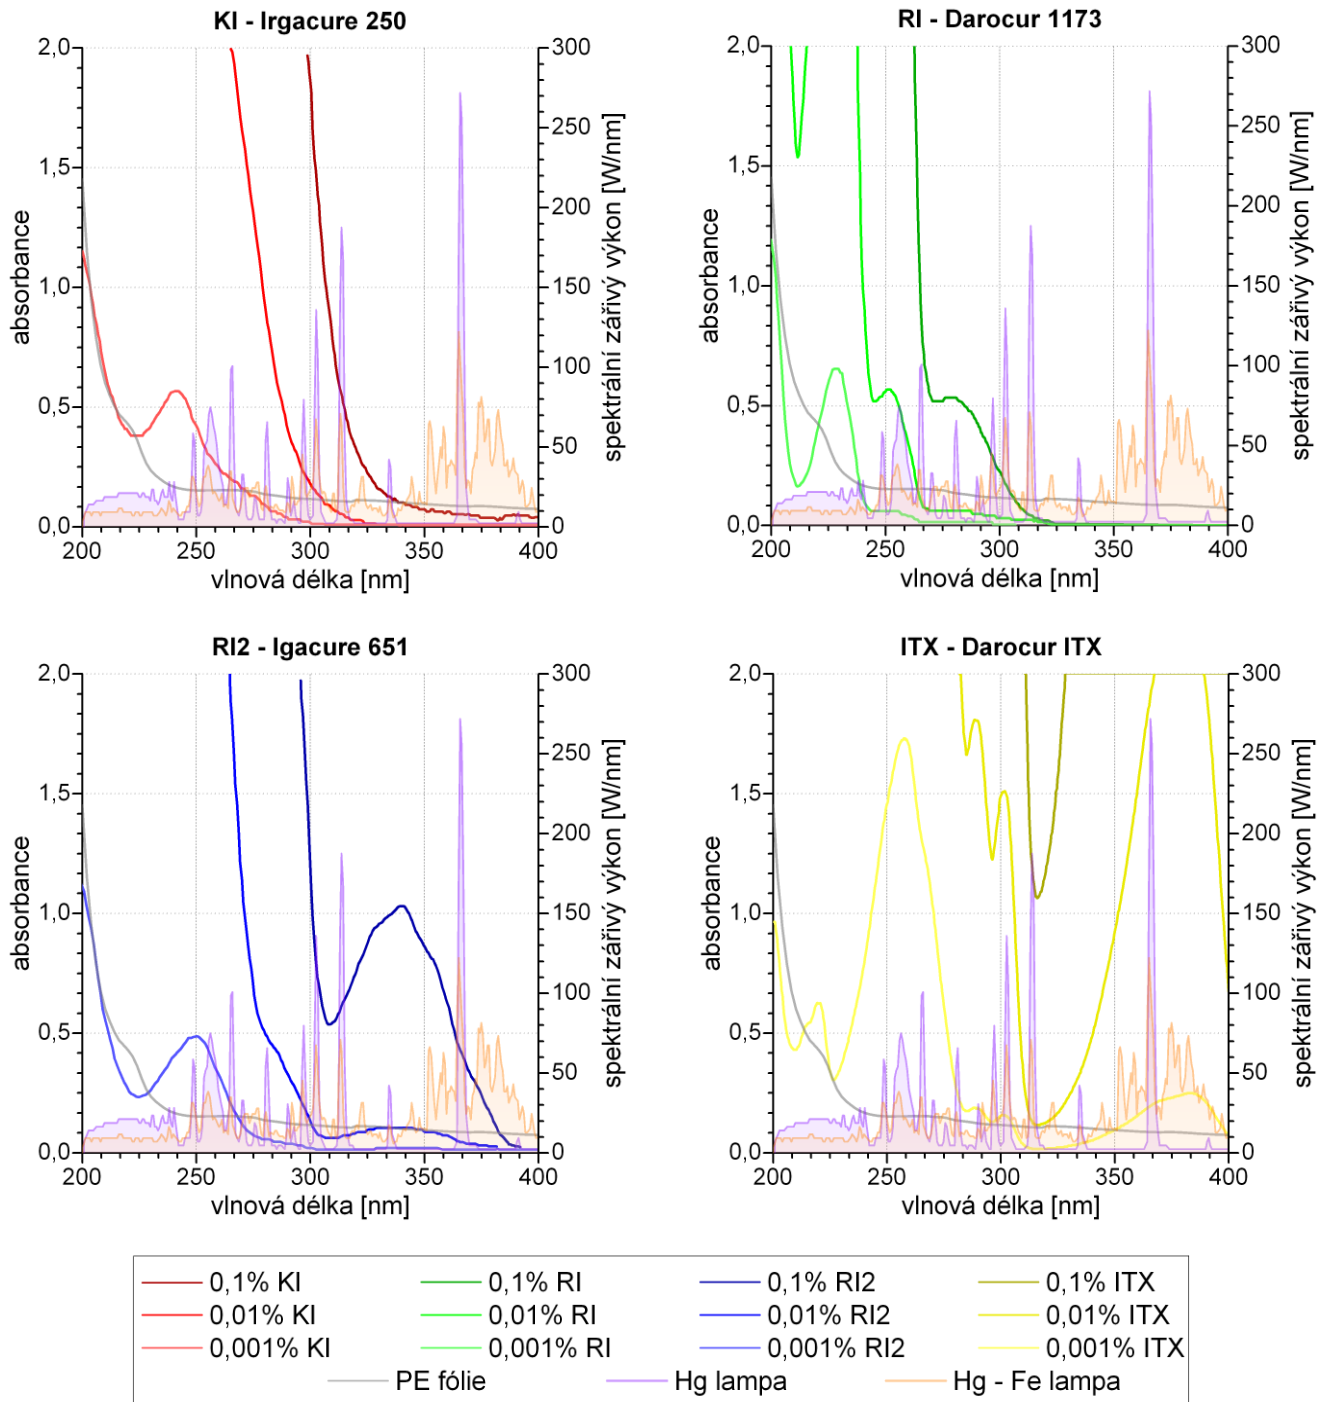 KI - Irgacure 250
2,0
1,5
1,0
0,5
0,0
absorbance
300
250
200
150
100
50
0
spektrální zářivý výkon [W/nm]
200 250 300 350 400
vlnová délka [nm]
RI - Darocur 1173
2,0
1,5
1,0
0,5
0,0
absorbance
300
250
200
150
100
50
0
spektrální zářivý výkon [W/nm]
200 250 300 350 400
vlnová délka [nm]
RI2 - Igacure 651
2,0
1,5
1,0
0,5
0,0
absorbance
300
250
200
150
100
50
0
spektrální zářivý výkon [W/nm]
200 250 300 350 400
vlnová délka [nm]
ITX - Darocur ITX
2,0
1,5
1,0
0,5
0,0
absorbance
300
250
200
150
100
50
0
spektrální zářivý výkon [W/nm]
200 250 300 350 400
vlnová délka [nm]
0,1% KI 0,1% RI 0,1% RI2 0,1% ITX
0,01% KI 0,01% RI 0,01% RI2 0,01% ITX
0,001% KI 0,001% RI 0,001% RI2 0,001% ITX
PE fólie Hg lampa Hg - Fe lampa